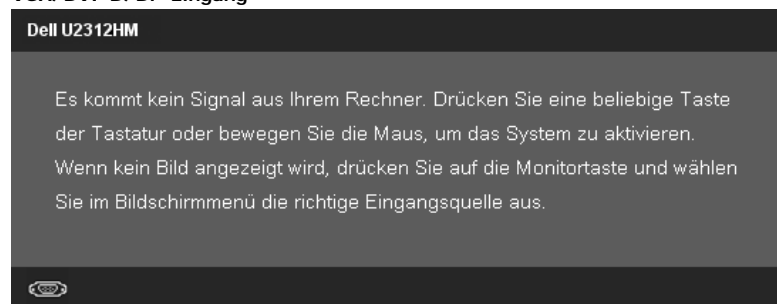 Dell U2312HM
Es kommt kein Signal aus Ihrem Rechner. Drücken Sie eine beliebige Taste
der Tastatur oder bewegen Sie die Maus, um das System zu aktivieren.
Wenn kein Bild angezeigt wird, drücken Sie auf die Monitortaste und wählen
Sie im Bildschirmmenü die richtige Eingangsquelle aus.